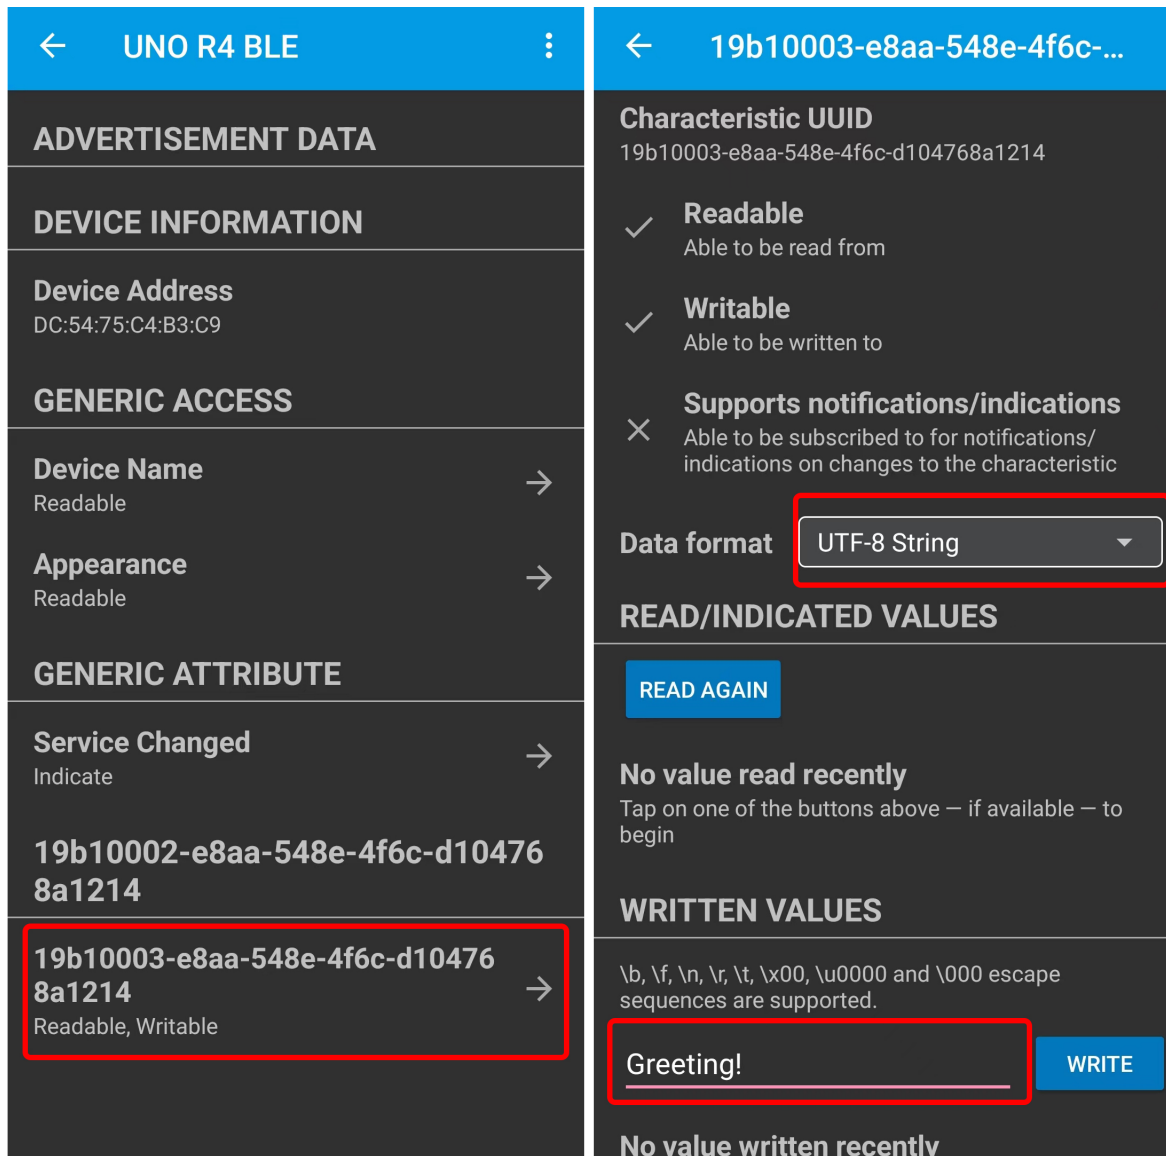 UNO R4 BLE
ADVERTISEMENT DATA
DEVICE INFORMATION
Device Address
DC:54:75:C4:B3:C9
GENERIC ACCESS
Device Name
Readable
Appearance
Readable
GENERIC ATTRIBUTE
Service Changed
Indicate
19b10002-e8aa-548e-4f6c-d10476
8a1214
19b10003-e8aa-548e-4f6c-d10476
8a1214
Readable, Writable
19b10003-e8aa-548e-4f6c-...
Characteristic UUID
19b10003-e8aa-548e-4f6c-d104768a1214
Readable
Able to be read from
Writable
Able to be written to
Supports notifications/indications
Able to be subscribed to for notifications/
indications on changes to the characteristic
Data format
UTF-8 String
READ/INDICATED VALUES
READ AGAIN
No value read recently
Tap on one of the buttons above — if available — to
begin
WRITTEN VALUES
\b, \f, \n, \r, \t, \x00, \u0000 and \000 escape
sequences are supported.
Greeting!
WRITE
No value written recently